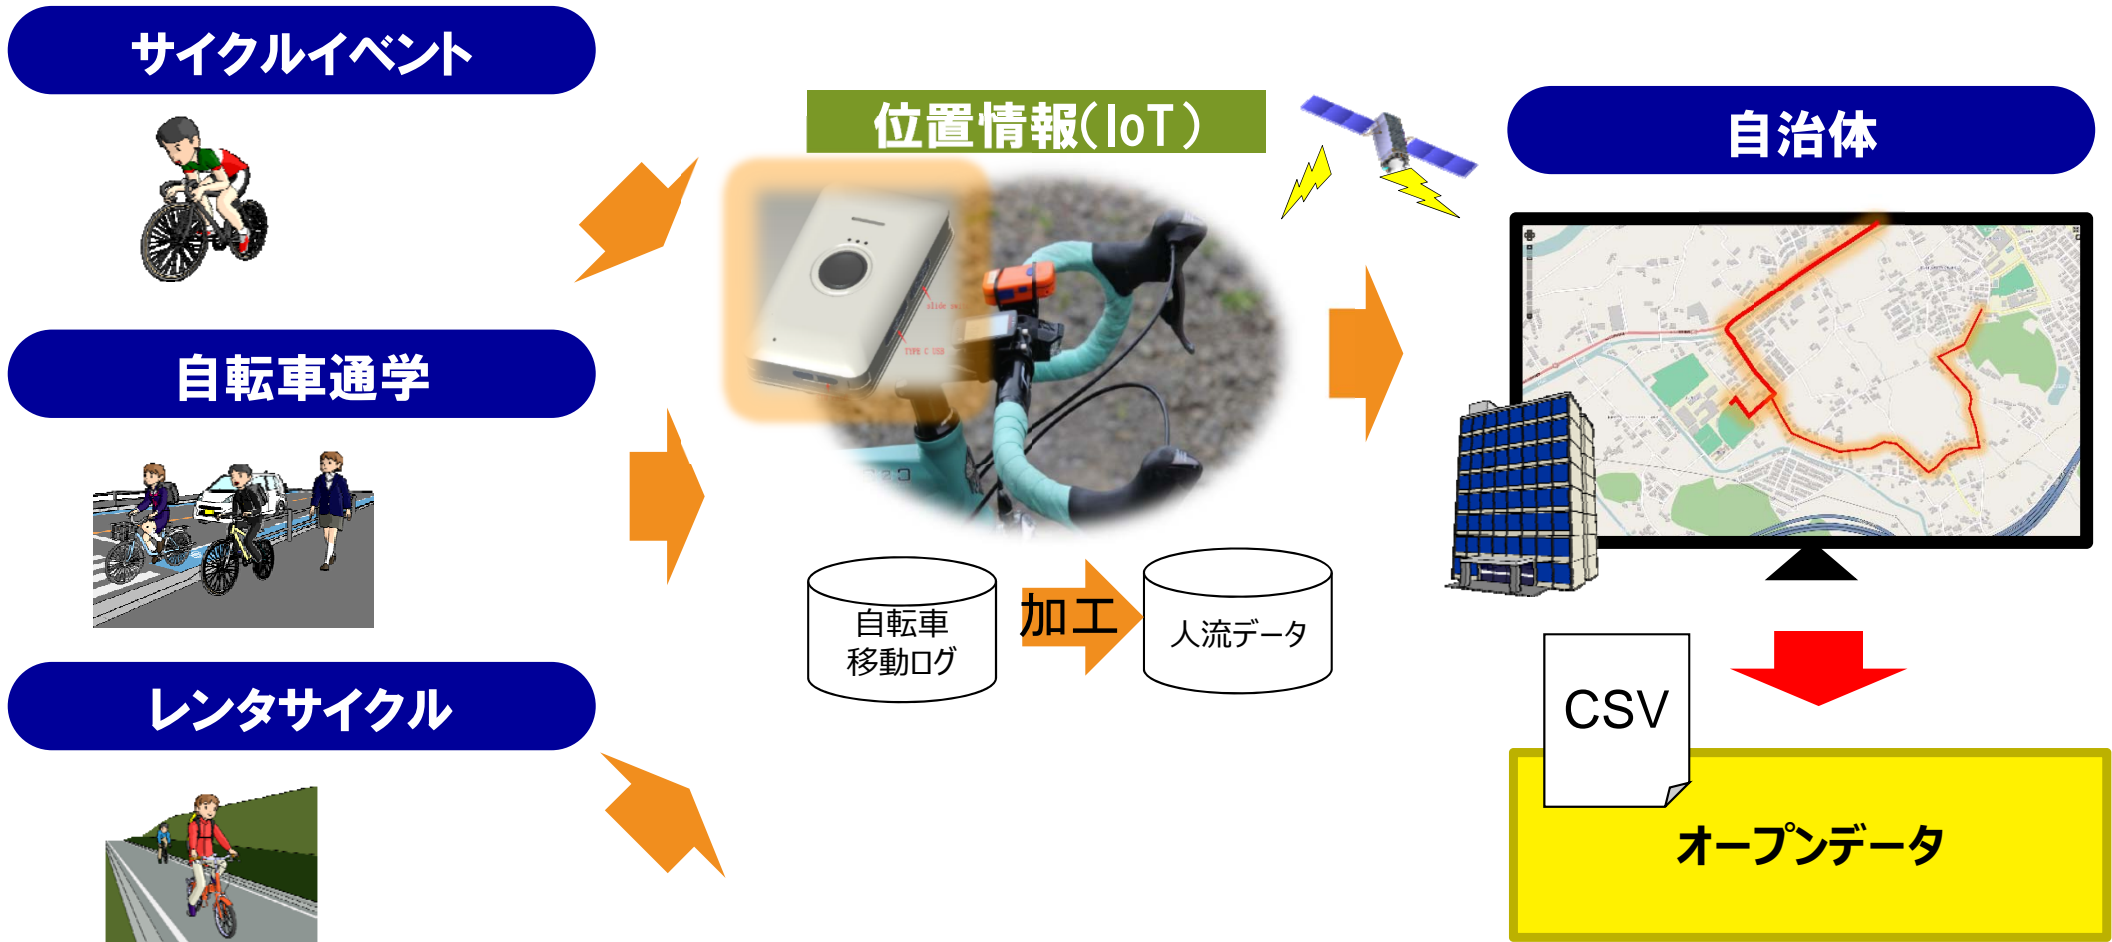 サイクルイベント
自転車通学
レンタサイクル
位置情報(IoT)
TYPE C USB
自転車
移動ログ
加工
人流データ
自治体
CSV
オープンデータ